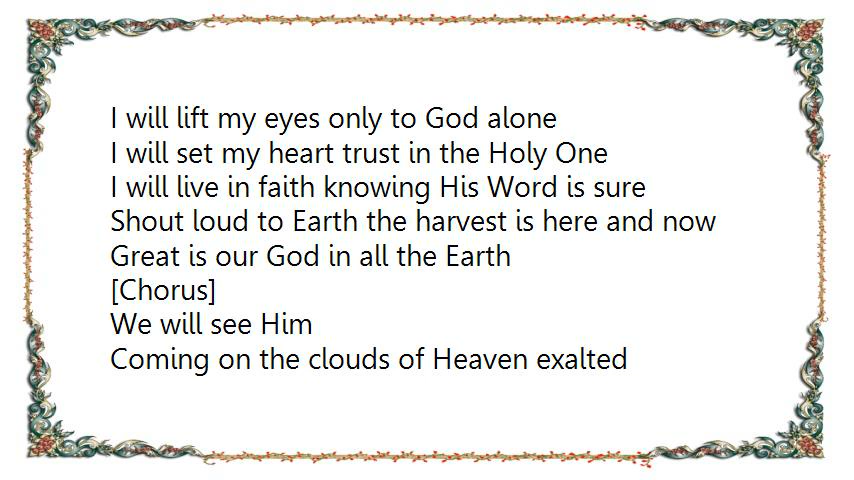 I will lift my eyes only to God alone
I will set my heart trust in the Holy One
I will live in faith knowing His Word is sure
Shout loud to Earth the harvest is here and now
Great is our God in all the Earth
[Chorus]
We will see Him
Coming on the clouds of Heaven exalted